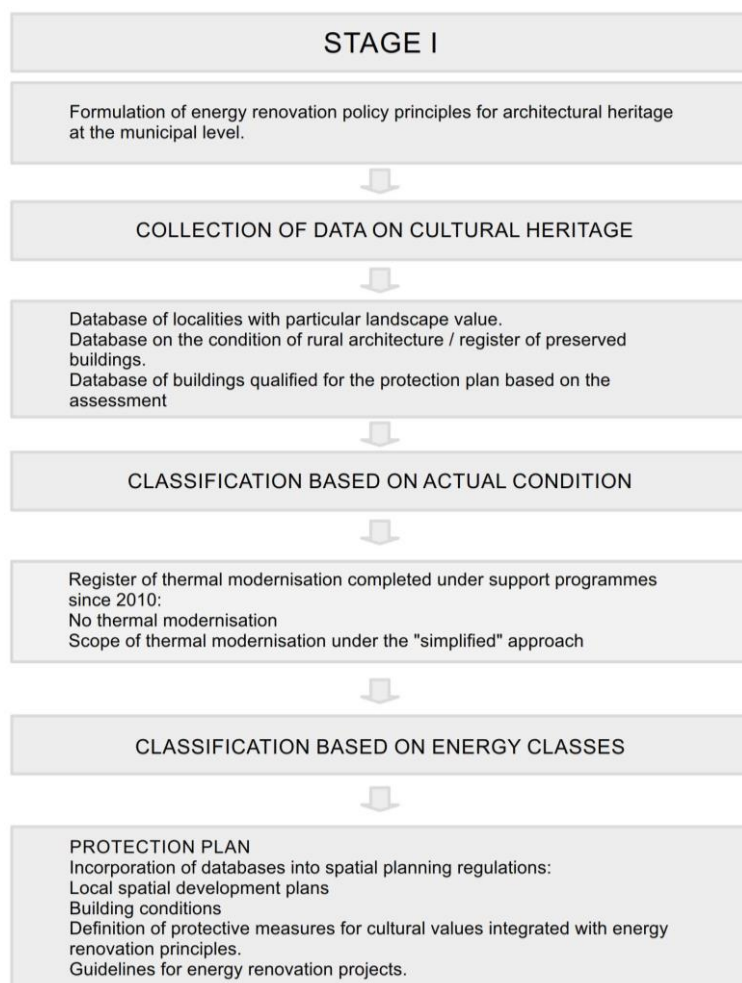 STAGE I
Formulation of energy renovation policy principles for architectural heritage
at the municipal level.
COLLECTION OF DATA ON CULTURAL HERITAGE
Database of localities with particular landscape value.
Database on the condition of rural architecture / register of preserved
buildings.
Database of buildings qualified for the protection plan based on the
assessment
CLASSIFICATION BASED ON ACTUAL CONDITION
Register of thermal modernisation completed under support programmes
since 2010:
No thermal modernisation
Scope of thermal modernisation under the "simplified" approach
CLASSIFICATION BASED ON ENERGY CLASSES
PROTECTION PLAN
Incorporation of databases into spatial planning regulations:
Local spatial development plans
Building conditions
Definition of protective measures for cultural values integrated with energy
renovation principles.
Guidelines for energy renovation projects.